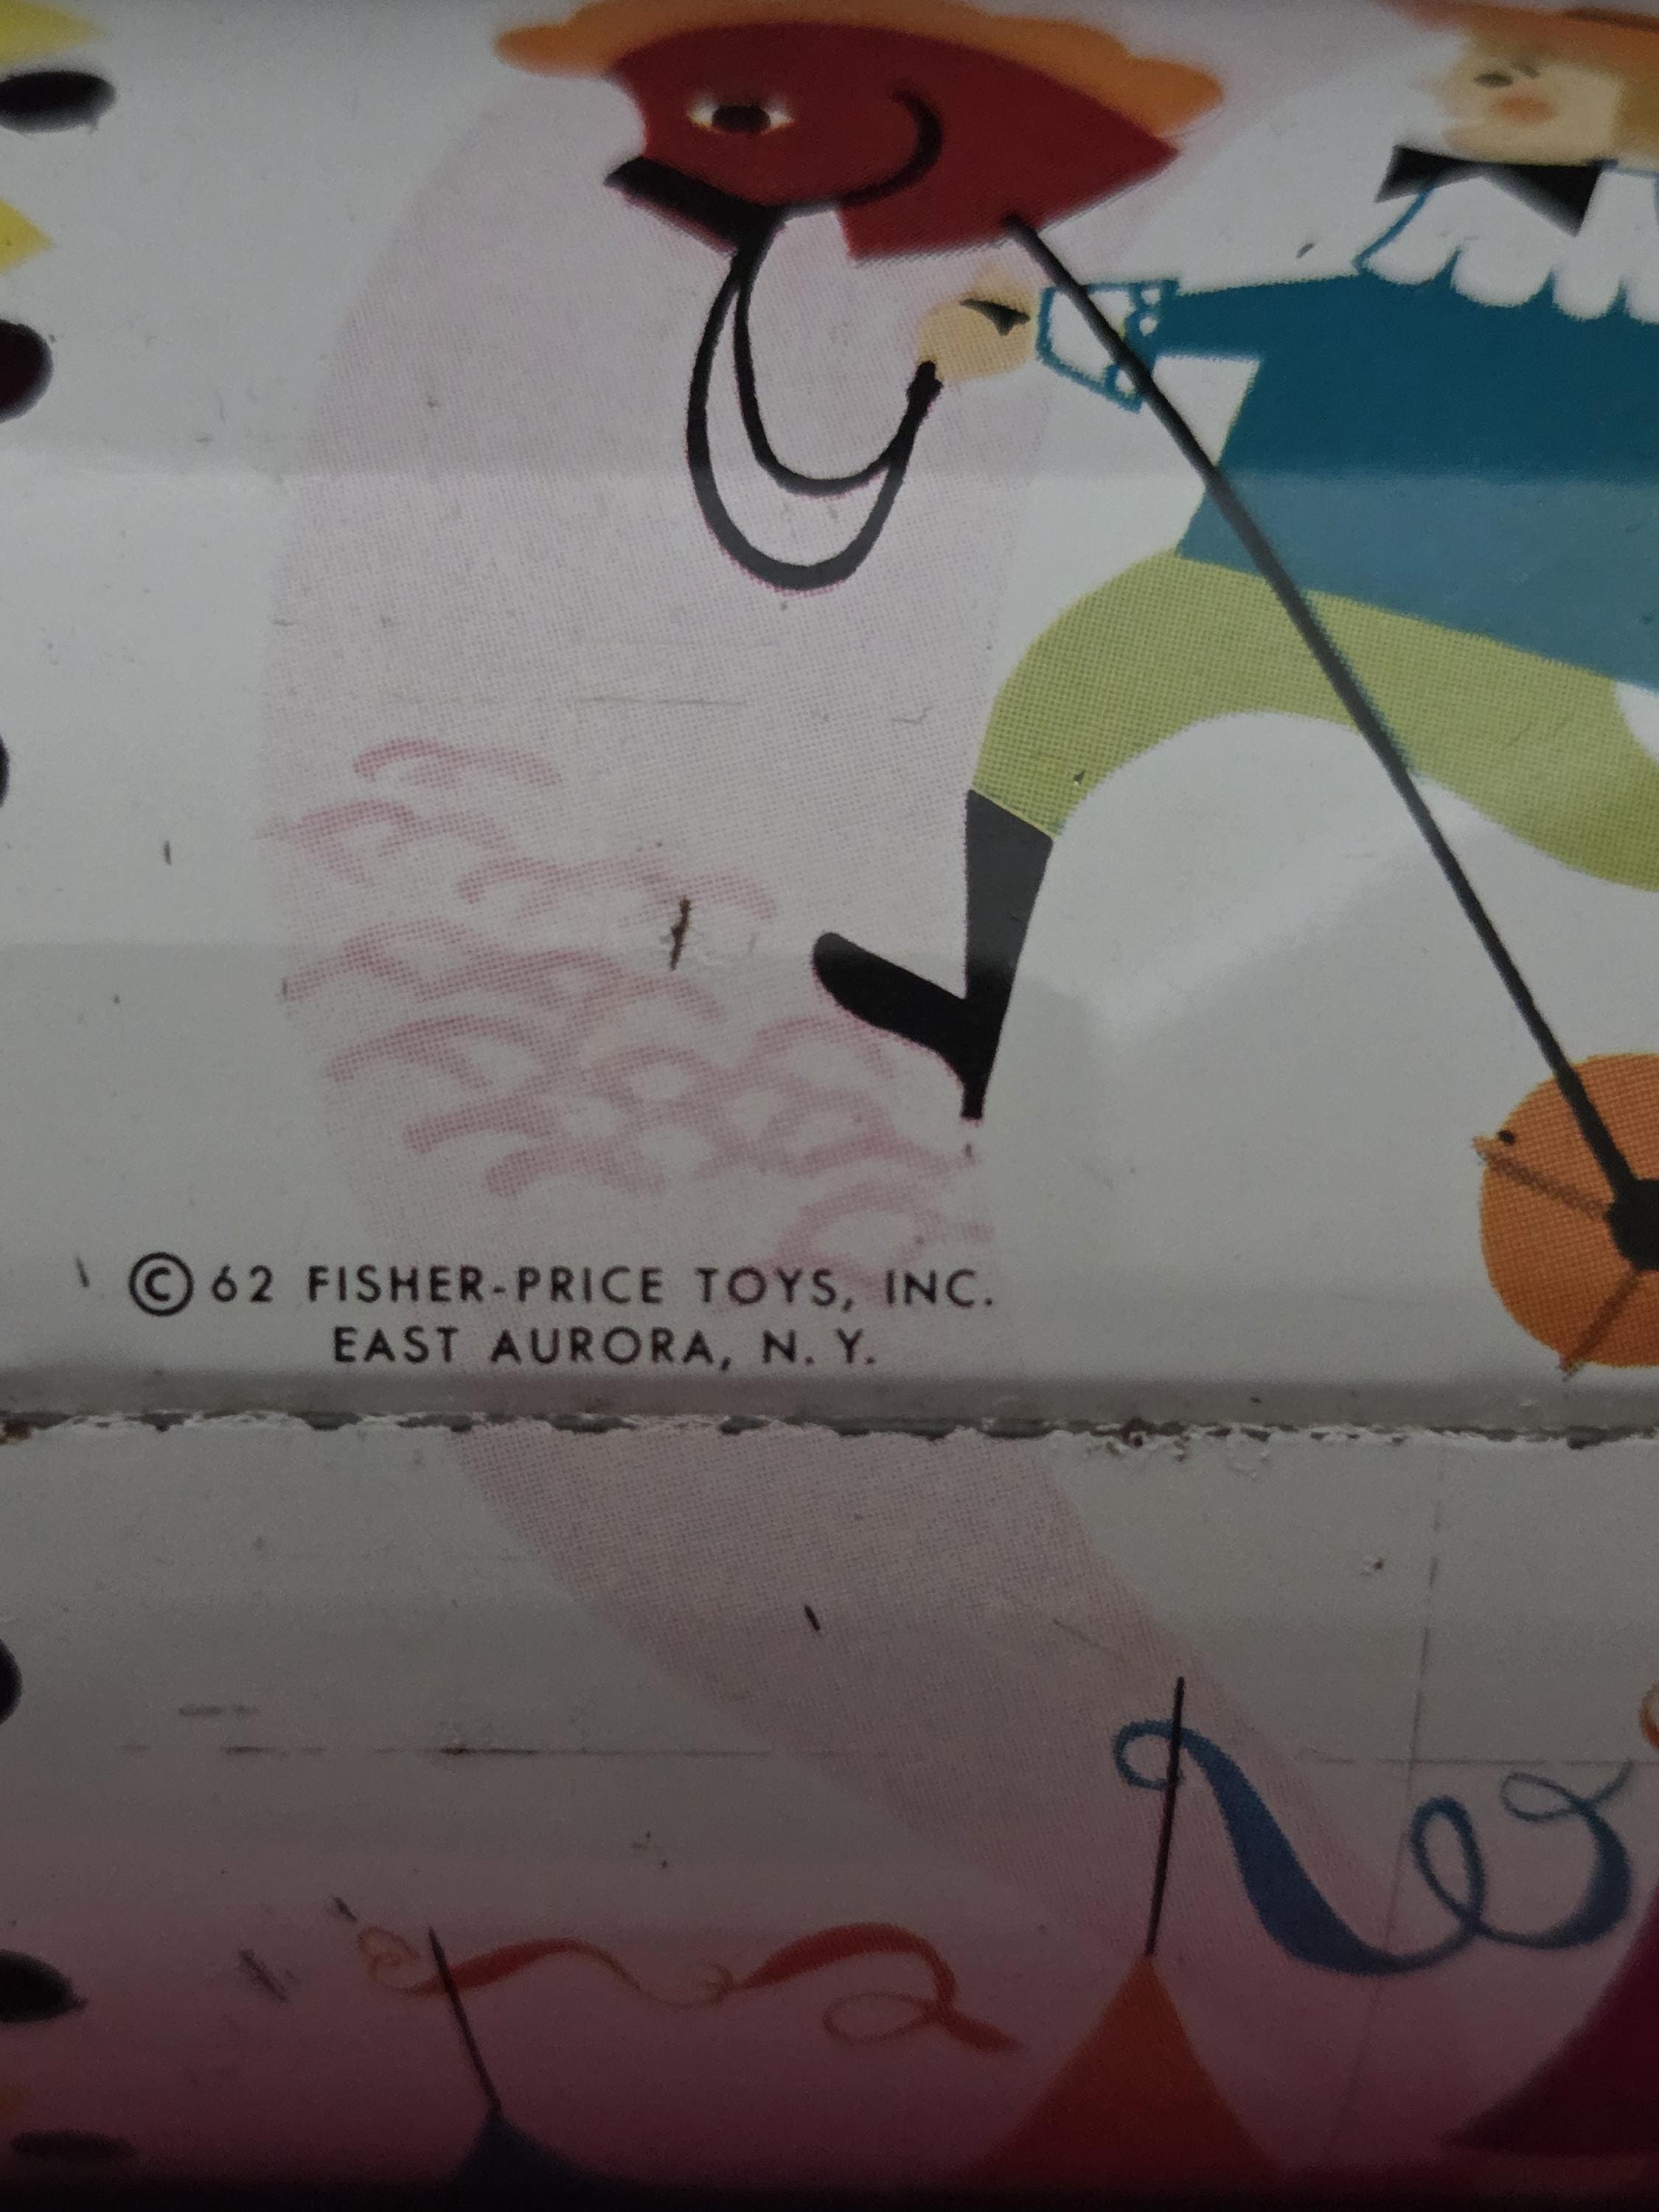 © 62 FISHER-PRICE TOYS, INC.
EAST AURORA, N. Y.